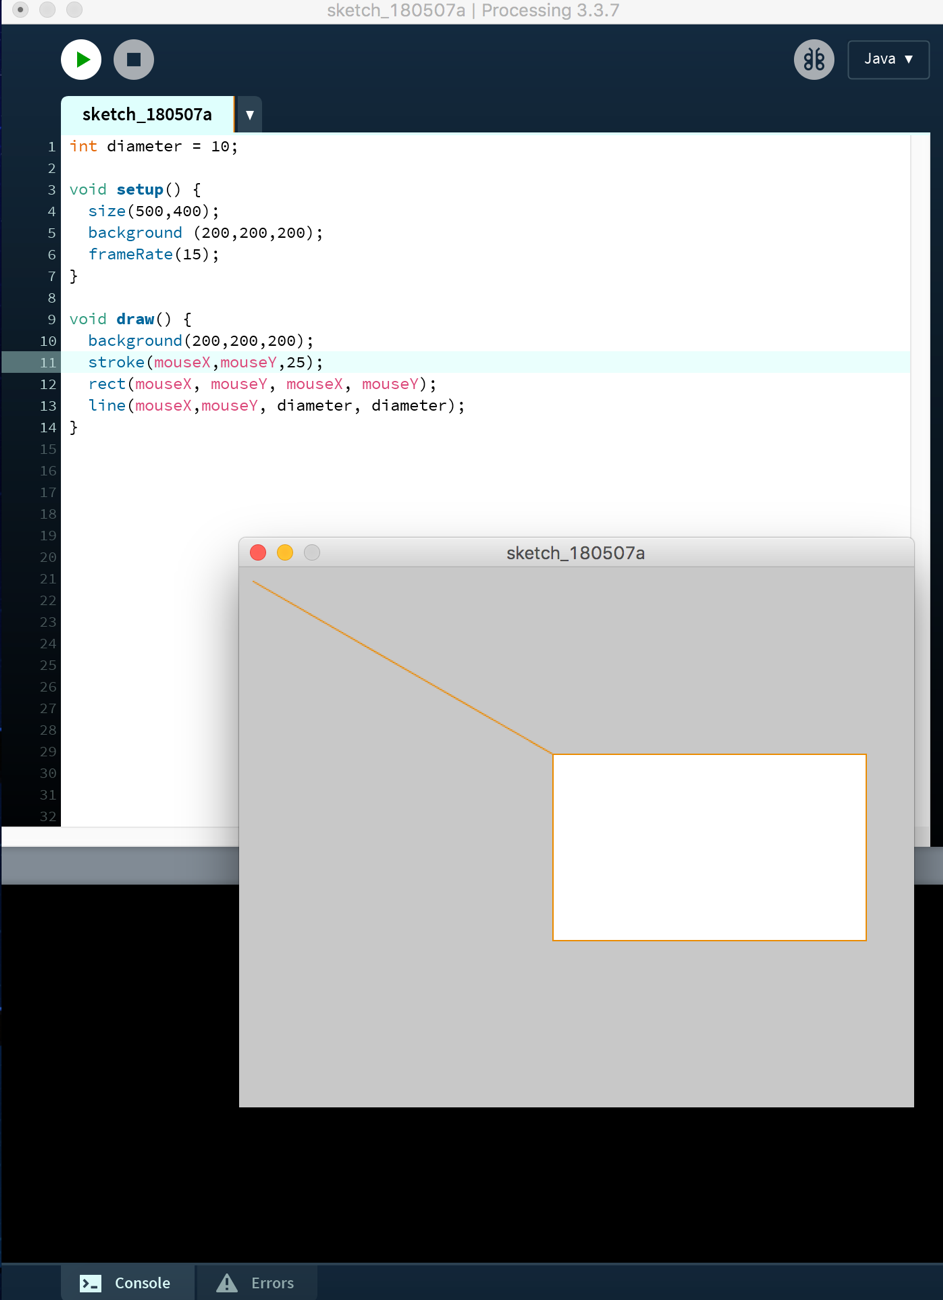 sketch_180507a | Processing 3.3.7
Java ▼
sketch_180507a ▼
1 int diameter = 10;
2
3 void setup() {
4   size(500,400);
5   background (200,200,200);
6   frameRate(15);
7 }
8
9 void draw() {
10   background(200,200,200);
11   stroke(mouseX,mouseY,25);
12   rect(mouseX, mouseY, mouseX, mouseY);
13   line(mouseX,mouseY, diameter, diameter);
14 }
15
16
17
18
19
20
21
22
23
24
25
26
27
28
29
30
31
32
sketch_180507a
>_ Console
Errors